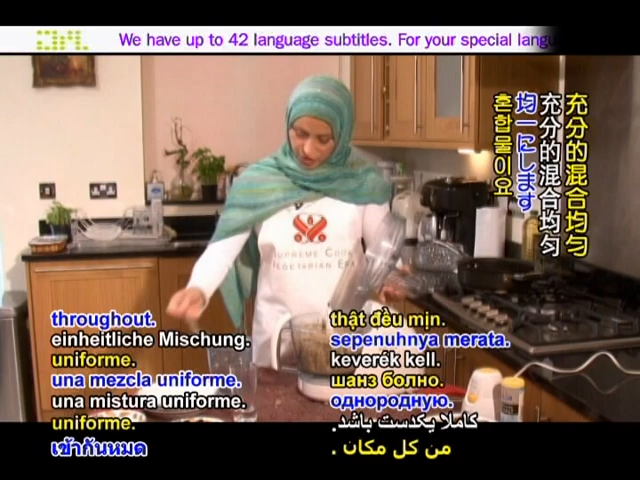 We have up to 42 language subtitles. For your special langu
充分的混合均勻
充分的混合均匀
均一にします
혼합물이요
SUPREME
VEGETARIAN
throughout.
einheitliche Mischung.
uniforme.
una mezcla uniforme.
una mistura uniforme.
uniforme.
เข้ากันหมด
thật đều mịn.
sepenuhnya merata.
keverék kell.
шанз болно.
однородную.
کاملا یکدست باشد.
من كل مكان .